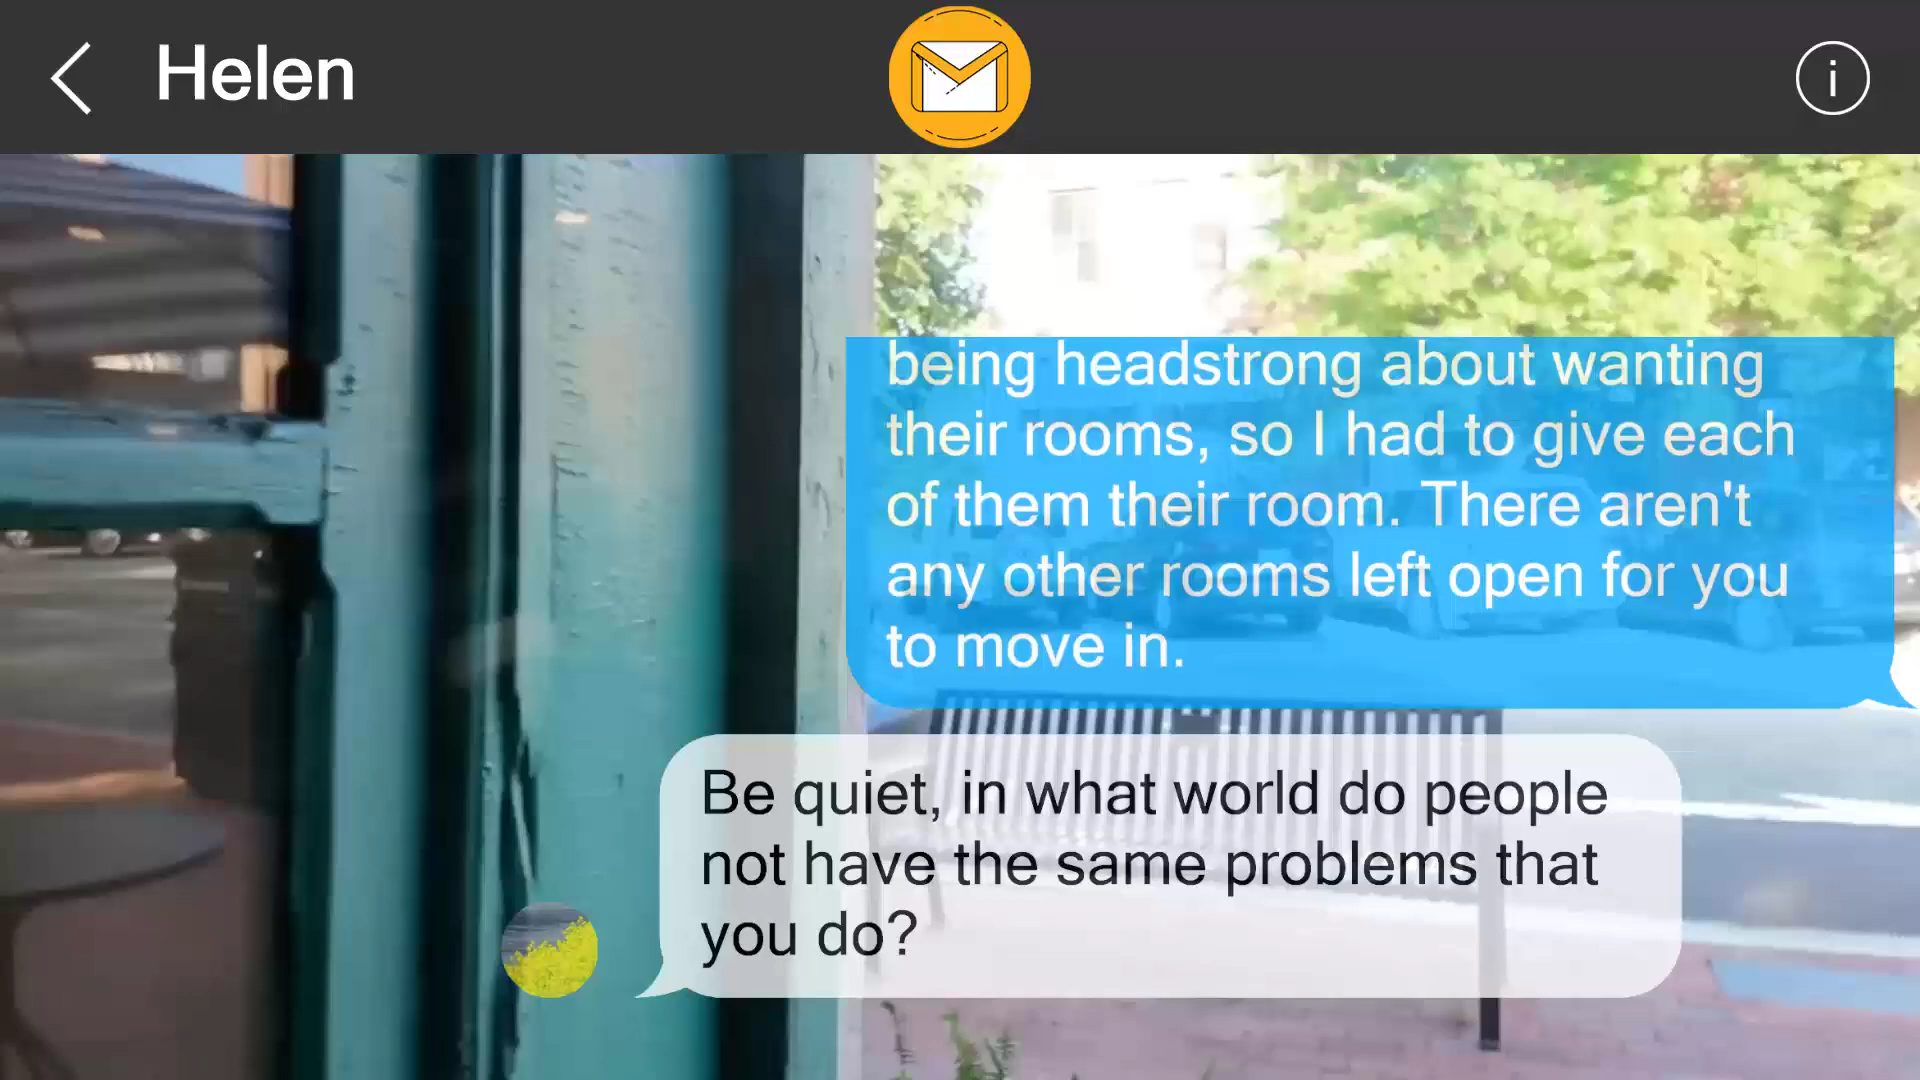 Helen
i
being headstrong about wanting
their rooms, so I had to give each
of them their room. There aren't
any other rooms left open for you
to move in.
Be quiet, in what world do people
not have the same problems that
you do?